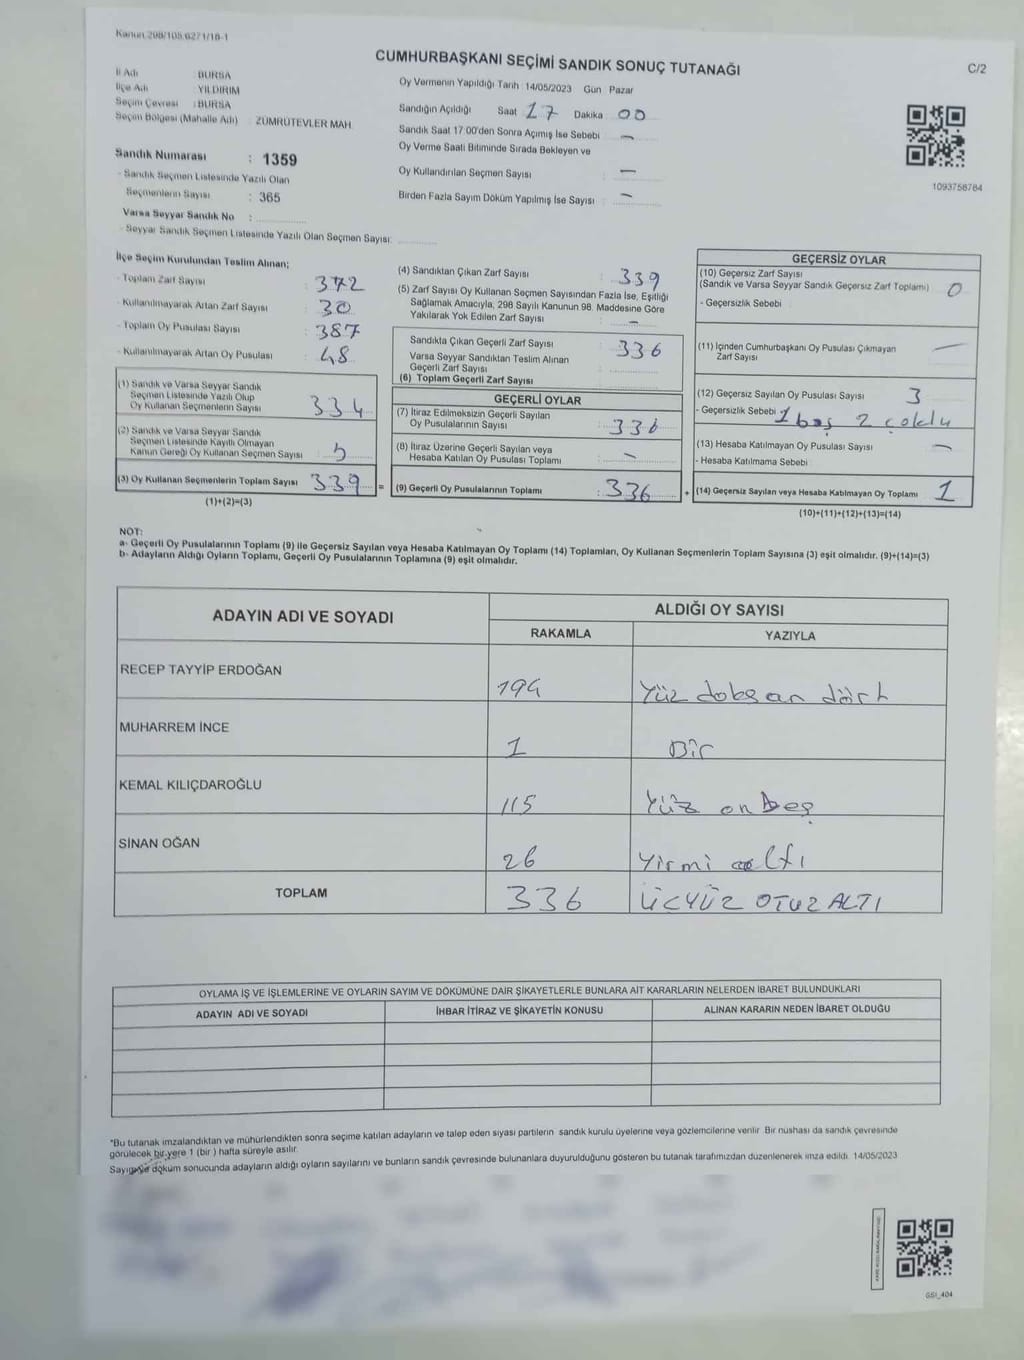 Kanun 298/105,6271/18-1
CUMHURBAŞKANI SEÇİMİ SANDIK SONUÇ TUTANAĞI
C/2
İl Adı BURSA
İlçe Adı YILDIRIM
Seçim Çevresi : BURSA
Seçim Bölgesi (Mahalle Adı) : ZÜMRÜTEVLER MAH.
Sandık Numarası : 1359
- Sandık Seçmen Listesinde Yazılı Olan
Seçmenlerin Sayısı : 365
Varsa Seyyar Sandık No :
- Seyyar Sandık Seçmen Listesinde Yazılı Olan Seçmen Sayısı:
Oy Vermenin Yapıldığı Tarih : 14/05/2023 Gün : Pazar
Sandığın Açıldığı Saat 17 Dakika 00
Sandık Saat 17.00'den Sonra Açımış İse Sebebi : —
Oy Verme Saati Bitiminde Sırada Bekleyen ve
Oy Kullandırılan Seçmen Sayısı : —
Birden Fazla Sayım Döküm Yapılmış İse Sayısı : —
1093756784
İlçe Seçim Kurulundan Teslim Alınan;
- Toplam Zarf Sayısı : 372
- Kullanılmayarak Artan Zarf Sayısı : 30
- Toplam Oy Pusulası Sayısı : 387
- Kullanılmayarak Artan Oy Pusulası : 48
(1) Sandık ve Varsa Seyyar Sandık
Seçmen Listesinde Yazılı Olup
Oy Kullanan Seçmenlerin Sayısı : 334
(2) Sandık ve Varsa Seyyar Sandık
Seçmen Listesinde Kayıtlı Olmayan
Kanun Gereği Oy Kullanan Seçmen Sayısı : 5
(3) Oy Kullanan Seçmenlerin Toplam Sayısı : 339 =
(1)+(2)=(3)
(4) Sandıktan Çıkan Zarf Sayısı : 339
(5) Zarf Sayısı Oy Kullanan Seçmen Sayısından Fazla İse, Eşitliği
Sağlamak Amacıyla, 298 Sayılı Kanunun 98. Maddesine Göre
Yakılarak Yok Edilen Zarf Sayısı : —
Sandıkta Çıkan Geçerli Zarf Sayısı : 336
Varsa Seyyar Sandıktan Teslim Alınan
Geçerli Zarf Sayısı :
(6) Toplam Geçerli Zarf Sayısı :
GEÇERLİ OYLAR
(7) İtiraz Edilmeksizin Geçerli Sayılan
Oy Pusulalarının Sayısı : 336
(8) İtiraz Üzerine Geçerli Sayılan veya
Hesaba Katılan Oy Pusulası Toplamı : —
(9) Geçerli Oy Pusulalarının Toplamı : 336 +
GEÇERSİZ OYLAR
(10) Geçersiz Zarf Sayısı
(Sandık ve Varsa Seyyar Sandık Geçersiz Zarf Toplamı) : 0
- Geçersizlik Sebebi :
(11) İçinden Cumhurbaşkanı Oy Pusulası Çıkmayan
Zarf Sayısı —
(12) Geçersiz Sayılan Oy Pusulası Sayısı : 3
- Geçersizlik Sebebi : 1 boş 2 çoklu
(13) Hesaba Katılmayan Oy Pusulası Sayısı : —
- Hesaba Katılmama Sebebi :
(14) Geçersiz Sayılan veya Hesaba Katılmayan Oy Toplamı : 1
(10)+(11)+(12)+(13)=(14)
NOT:
a- Geçerli Oy Pusulalarının Toplamı (9) ile Geçersiz Sayılan veya Hesaba Katılmayan Oy Toplamı (14) Toplamları, Oy Kullanan Seçmenlerin Toplam Sayısına (3) eşit olmalıdır. (9)+(14)=(3)
b- Adayların Aldığı Oyların Toplamı, Geçerli Oy Pusulalarının Toplamına (9) eşit olmalıdır.
ADAYIN ADI VE SOYADI ALDIĞI OY SAYISI
RAKAMLA YAZIYLA
RECEP TAYYİP ERDOĞAN 194 Yüz doksan dört
MUHARREM İNCE 1 Bir
KEMAL KILIÇDAROĞLU 115 Yüz on beş
SİNAN OĞAN 26 Yirmi altı
TOPLAM 336 ÜÇYÜZ OTUZ ALTI
OYLAMA İŞ VE İŞLEMLERİNE VE OYLARIN SAYIM VE DÖKÜMÜNE DAİR ŞİKAYETLERLE BUNLARA AİT KARARLARIN NELERDEN İBARET BULUNDUKLARI
ADAYIN ADI VE SOYADI İHBAR İTİRAZ VE ŞİKAYETİN KONUSU ALINAN KARARIN NEDEN İBARET OLDUĞU
*Bu tutanak imzalandıktan ve mühürlendikten sonra seçime katılan adayların ve talep eden siyasi partilerin sandık kurulu üyelerine veya gözlemcilerine verilir. Bir nüshası da sandık çevresinde
görülecek bir yere 1 (bir ) hafta süreyle asılır.
Sayım ve döküm sonucunda adayların aldığı oyların sayılarını ve bunların sandık çevresinde bulunanlara duyurulduğunu gösteren bu tutanak tarafımızdan düzenlenerek imza edildi. 14/05/2023
GSI_404